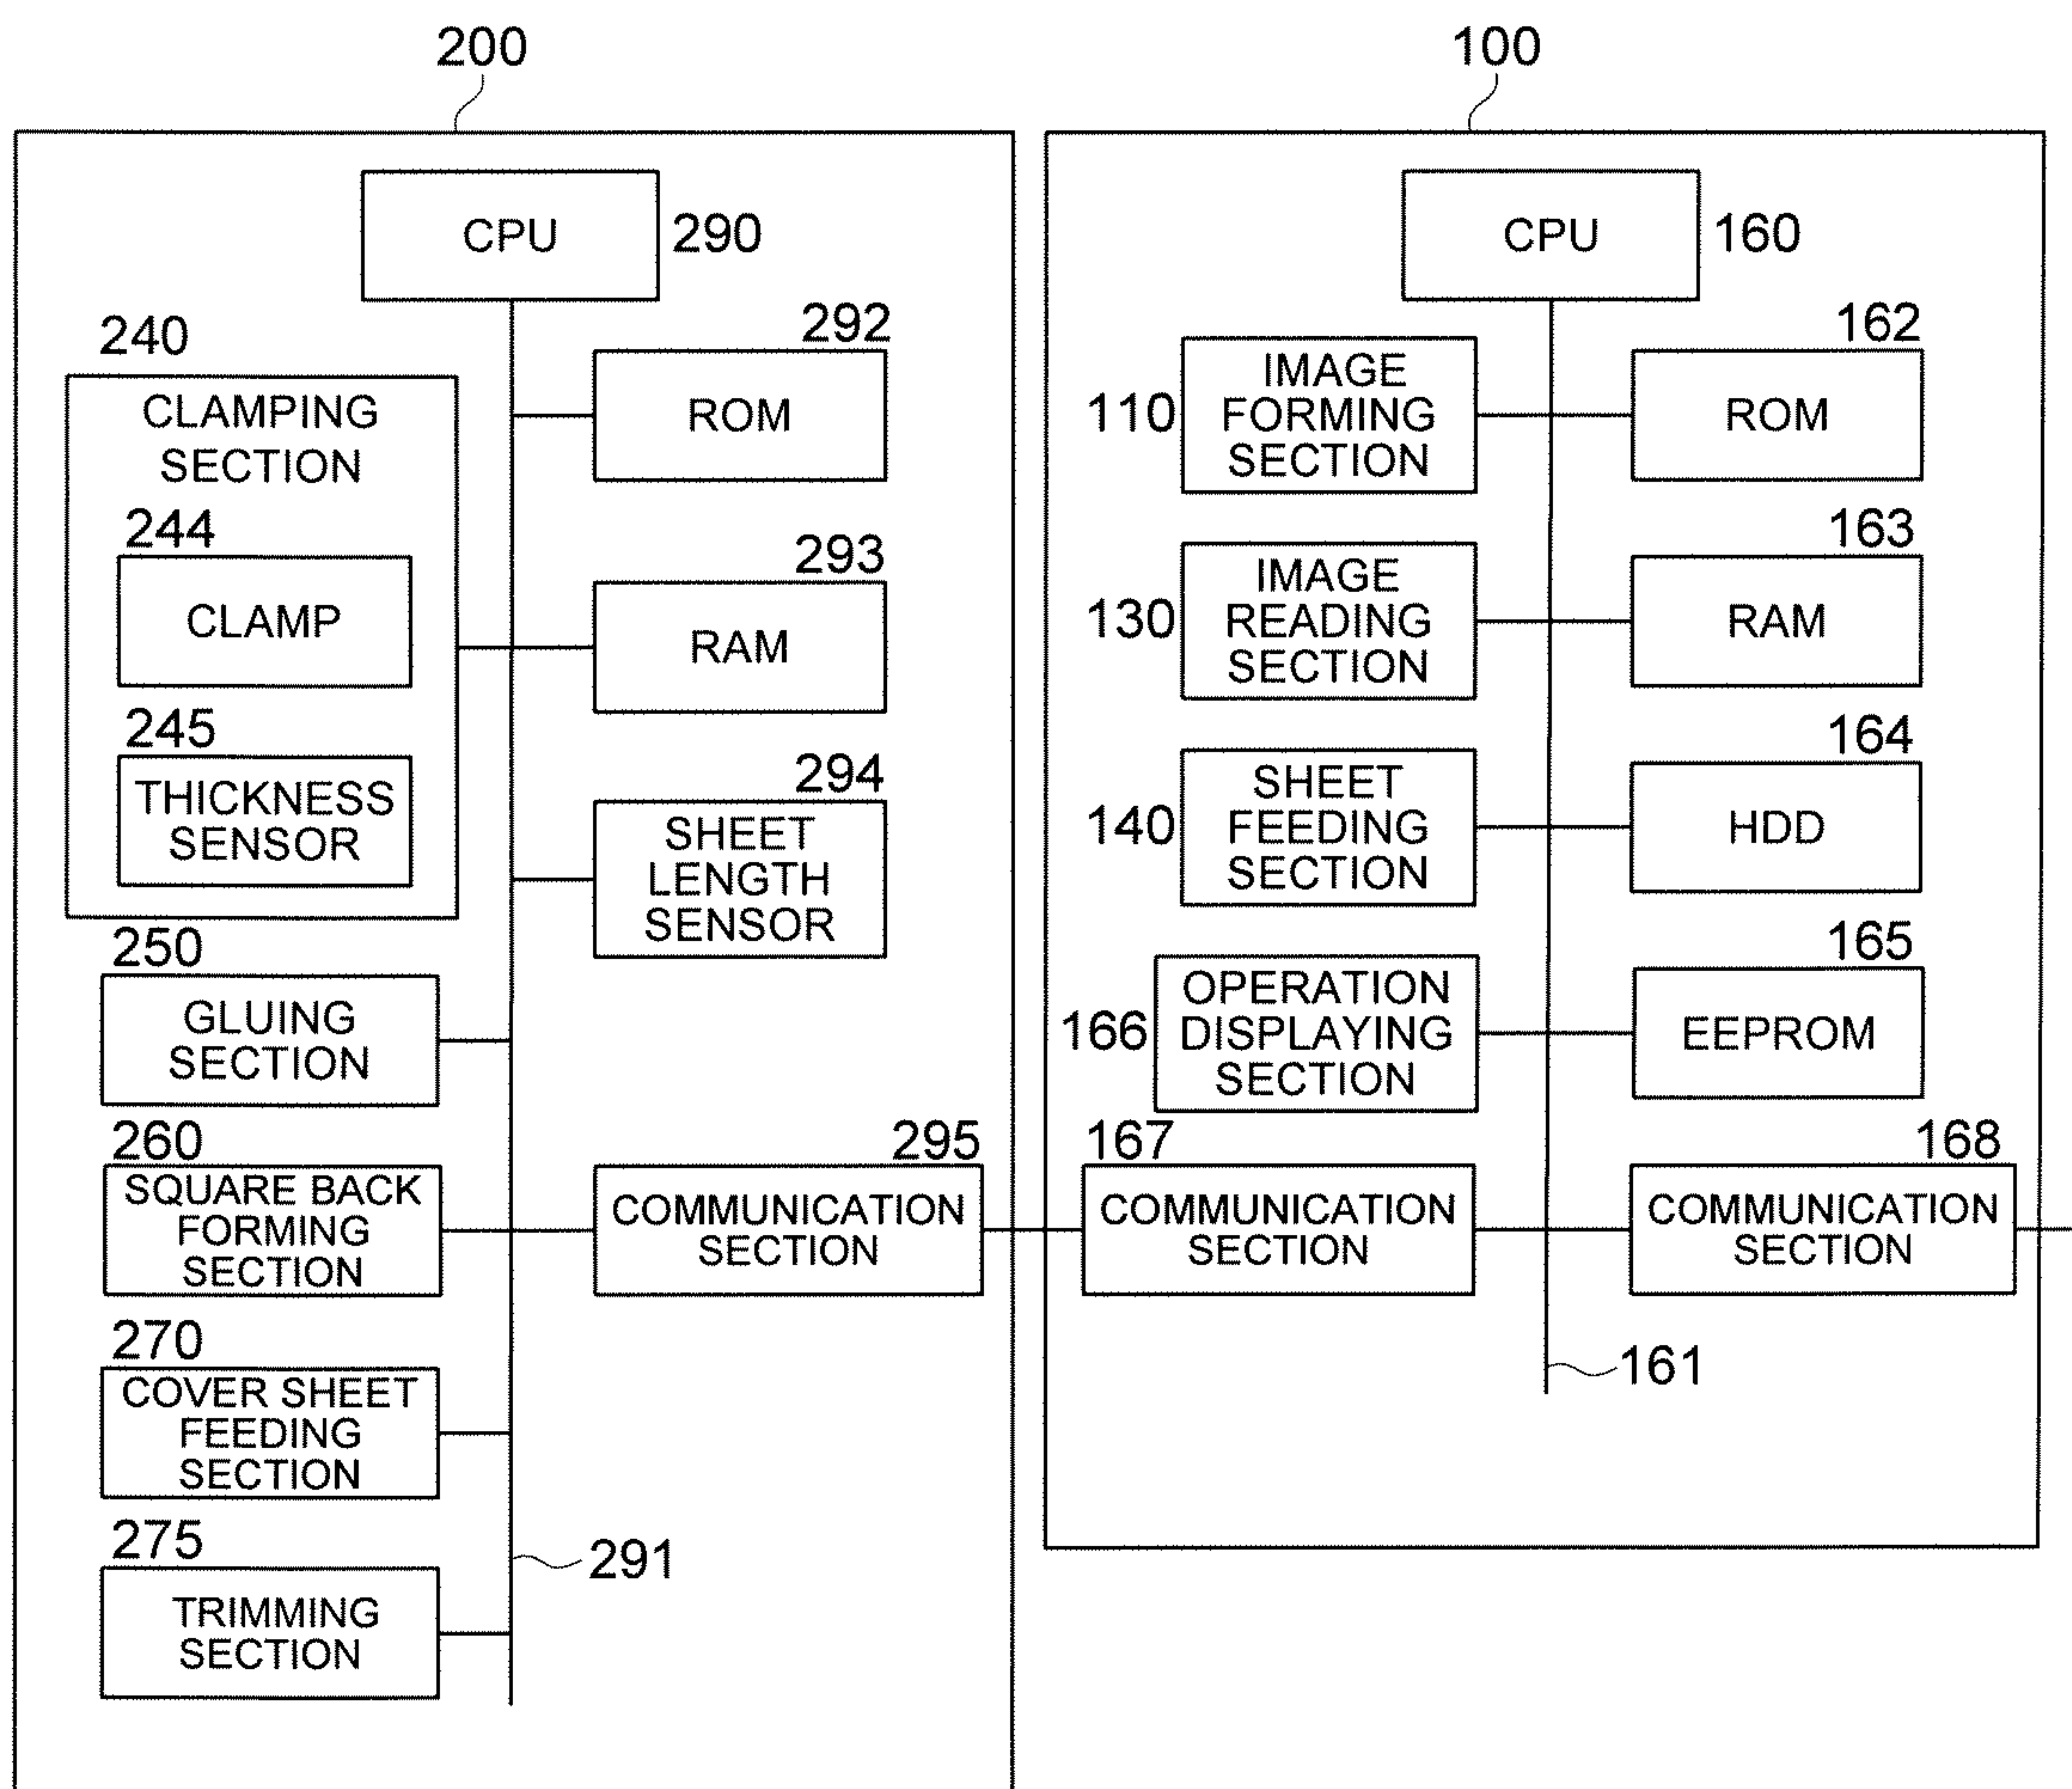 200
CPU
290
240
CLAMPING
SECTION
244
CLAMP
245
THICKNESS
SENSOR
292
ROM
293
RAM
294
SHEET
LENGTH
SENSOR
250
GLUING
SECTION
260
SQUARE BACK
FORMING
SECTION
295
COMMUNICATION
SECTION
270
COVER SHEET
FEEDING
SECTION
275
TRIMMING
SECTION
291
100
CPU
160
110
IMAGE
FORMING
SECTION
162
ROM
130
IMAGE
READING
SECTION
163
RAM
140
SHEET
FEEDING
SECTION
164
HDD
166
OPERATION
DISPLAYING
SECTION
165
EEPROM
167
COMMUNICATION
SECTION
168
COMMUNICATION
SECTION
161